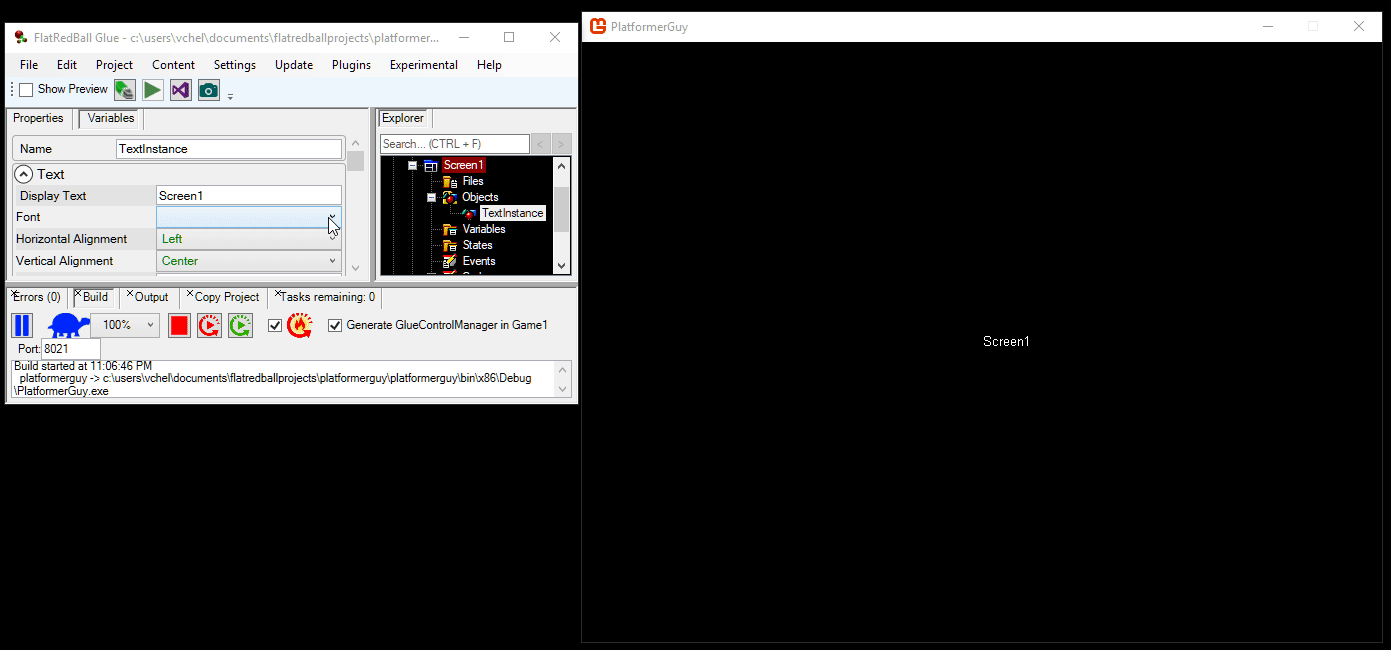 FlatRedBall Glue - c:\users\vchel\documents\flatredballprojects\platformer...
File Edit Project Content Settings Update Plugins Experimental Help
Show Preview
Properties Variables
Name TextInstance
Text
Display Text Screen1
Font
Horizontal Alignment Left
Vertical Alignment Center
Explorer
Search... (CTRL + F) < >
Screen1
Files
Objects
TextInstance
Variables
States
Events
Errors (0) Build Output Copy Project Tasks remaining: 0
100% Generate GlueControlManager in Game1
Port: 8021
Build started at 11:06:46 PM
platformerguy -> c:\users\vchel\documents\flatredballprojects\platformerguy\platformerguy\bin\x86\Debug
\PlatformerGuy.exe
PlatformerGuy
Screen1